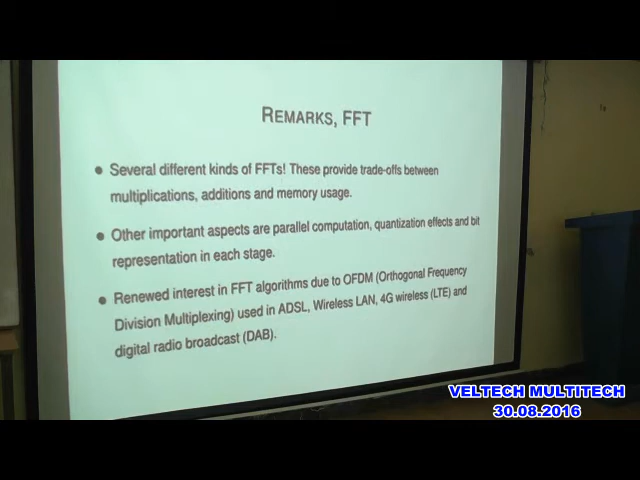 REMARKS, FFT
• Several different kinds of FFTs! These provide trade-offs between
multiplications, additions and memory usage.
• Other important aspects are parallel computation, quantization effects and bit
representation in each stage.
• Renewed interest in FFT algorithms due to OFDM (Orthogonal Frequency
Division Multiplexing) used in ADSL, Wireless LAN, 4G wireless (LTE) and
digital radio broadcast (DAB).
VELTECH MULTITECH
30.08.2016